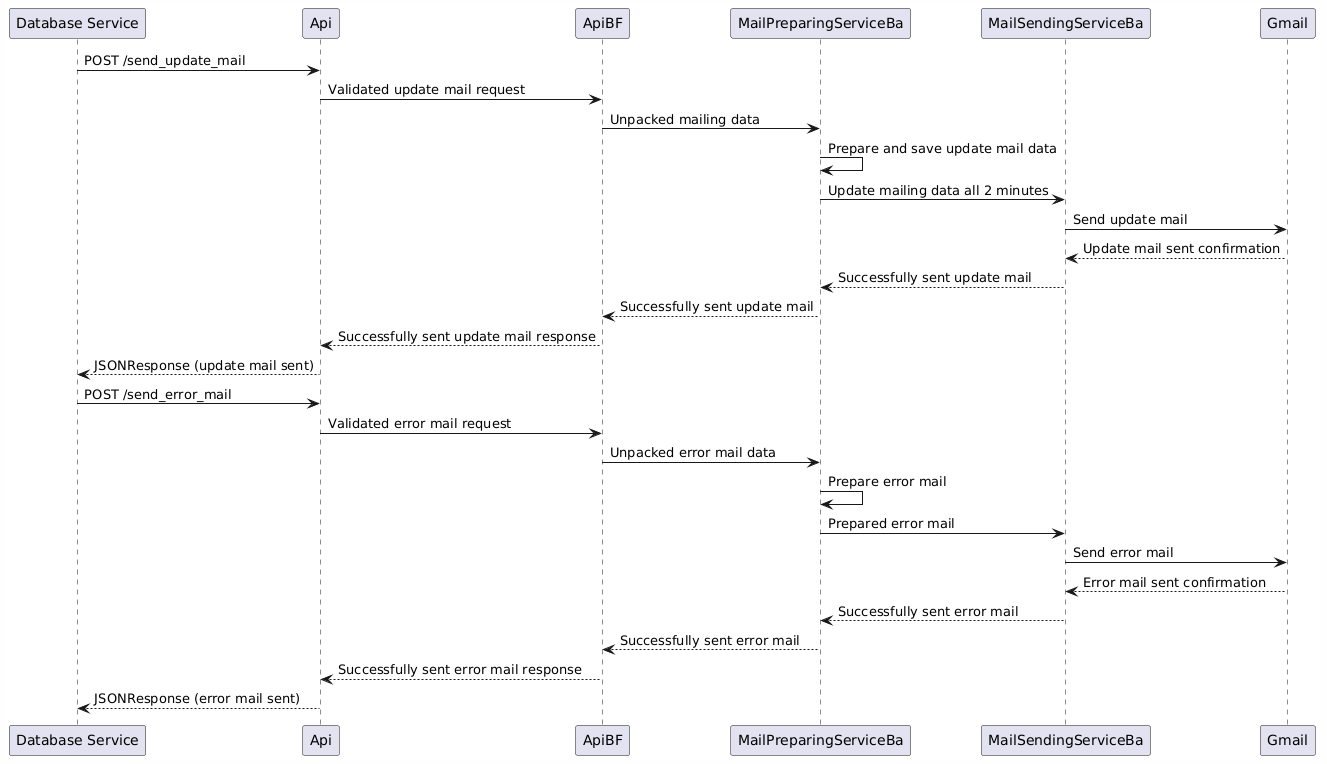 Database Service
Api
ApiBF
MailPreparingServiceBa
MailSendingServiceBa
Gmail
POST /send_update_mail
Validated update mail request
Unpacked mailing data
Prepare and save update mail data
Update mailing data all 2 minutes
Send update mail
Update mail sent confirmation
Successfully sent update mail
Successfully sent update mail
Successfully sent update mail response
JSONResponse (update mail sent)
POST /send_error_mail
Validated error mail request
Unpacked error mail data
Prepare error mail
Prepared error mail
Send error mail
Error mail sent confirmation
Successfully sent error mail
Successfully sent error mail
Successfully sent error mail response
JSONResponse (error mail sent)
Database Service
Api
ApiBF
MailPreparingServiceBa
MailSendingServiceBa
Gmail